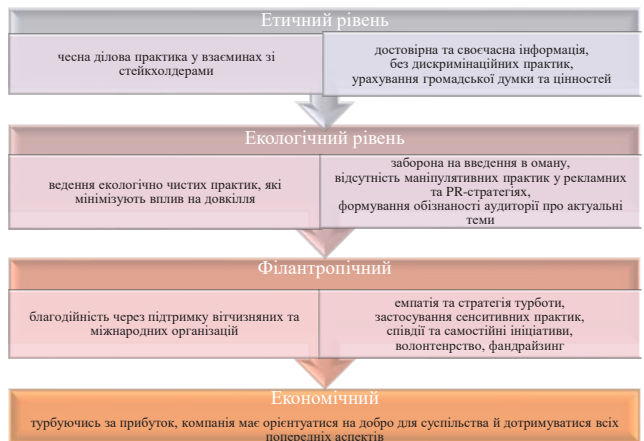 Етичний рівень
чесна ділова практика у взаєминах зі
стейкхолдерами
достовірна та своєчасна інформація,
без дискримінаційних практик,
урахування громадської думки та цінностей
Екологічний рівень
ведення екологічно чистих практик, які
мінімізують вплив на довкілля
заборона на введення в оману,
відсутність маніпулятивних практик у рекламних
та PR-стратегіях,
формування обізнаності аудиторії про актуальні
теми
Філантропічний
благодійність через підтримку вітчизняних та
міжнародних організацій
емпатія та стратегія турботи,
застосування сенситивних практик,
співдії та самостійні ініціативи,
волонтенрство, фандрайзинг
Економічний
турбуючись за прибуток, компанія має орієнтуатися на добро для суспільства й дотримуватися всіх
попередніх аспектів